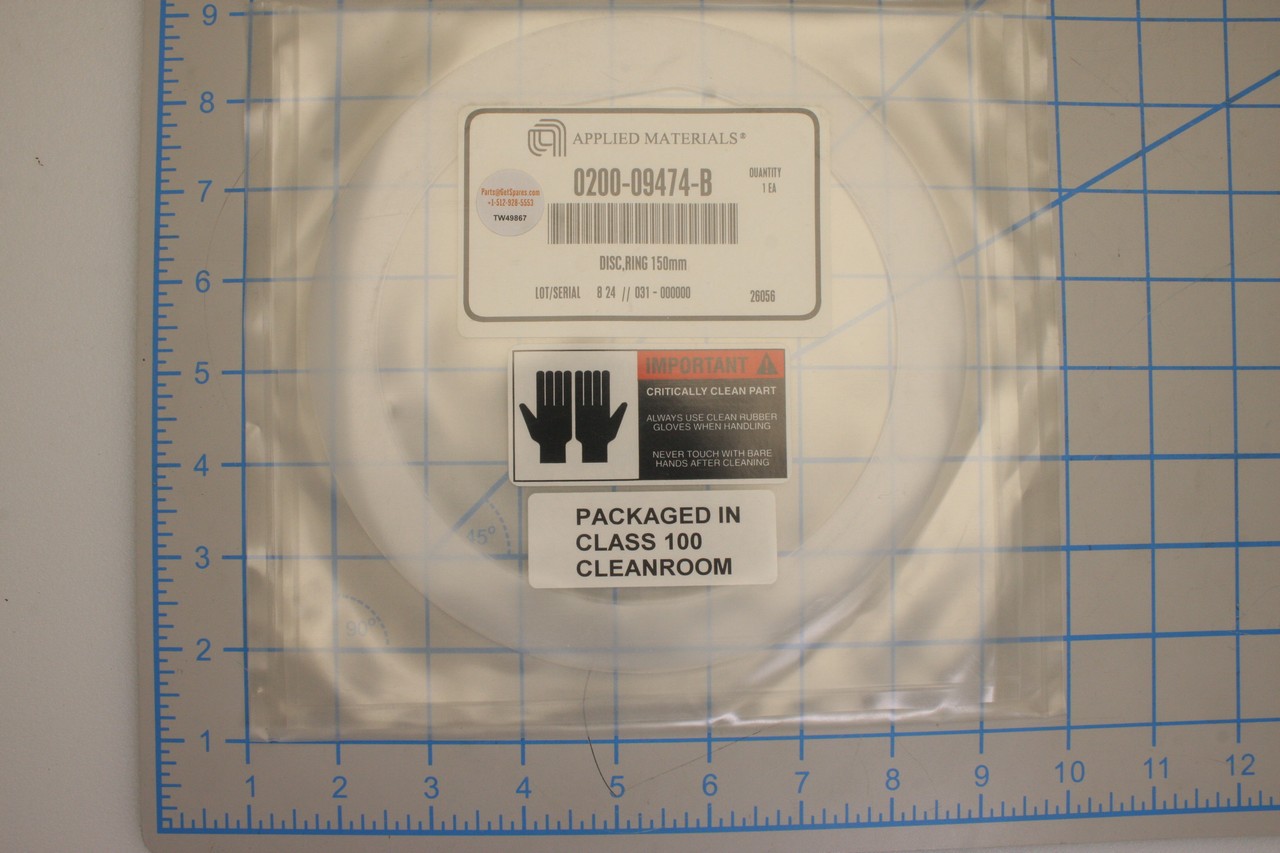 APPLIED MATERIALS®
0200-09474-B
QUANTITY
1 EA
Parts@GetSpares.com
+1-512-920-5553
TW49867
DISC,RING 150mm
LOT/SERIAL 8 24 // 031 - 000000
26056
IMPORTANT
CRITICALLY CLEAN PART
ALWAYS USE CLEAN RUBBER
GLOVES WHEN HANDLING
NEVER TOUCH WITH BARE
HANDS AFTER CLEANING
PACKAGED IN
CLASS 100
CLEANROOM
45°
90°
9
8
7
6
5
4
3
2
1
1 2 3 4 5 6 7 8 9 10 11 12